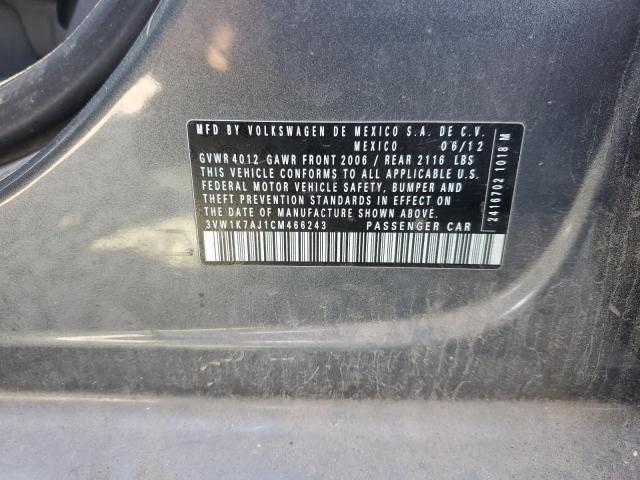 MFD BY VOLKSWAGEN DE MEXICO S.A. DE C.V.
MEXICO 06/12
GVWR 4012 GAWR FRONT 2006 / REAR 2116 LBS
THIS VEHICLE CONFORMS TO ALL APPLICABLE U.S.
FEDERAL MOTOR VEHICLE SAFETY, BUMPER AND
THEFT PREVENTION STANDARDS IN EFFECT ON
THE DATE OF MANUFACTURE SHOWN ABOVE.
3VW1K7AJ1CM466243 PASSENGER CAR
2416702 1018 M